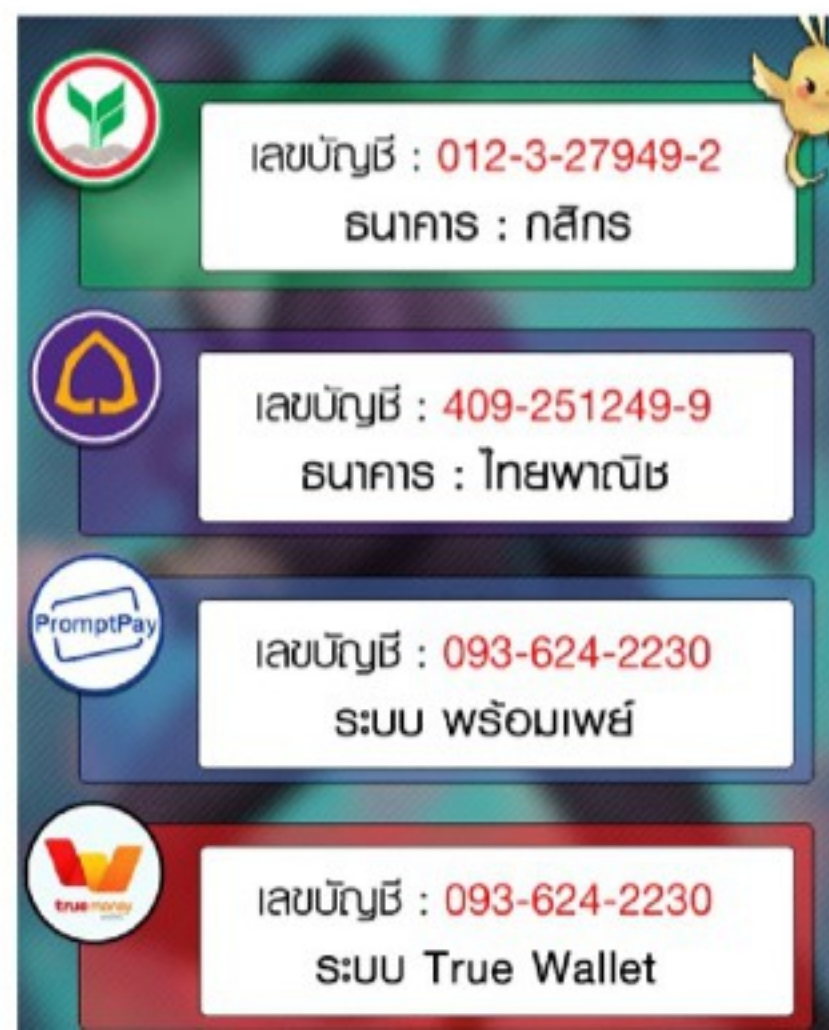 เลขบัญชี : 012-3-27949-2
ธนาคาร : กสิกร
เลขบัญชี : 409-251249-9
ธนาคาร : ไทยพาณิช
PromptPay
เลขบัญชี : 093-624-2230
ระบบ พร้อมเพย์
true money
เลขบัญชี : 093-624-2230
ระบบ True Wallet